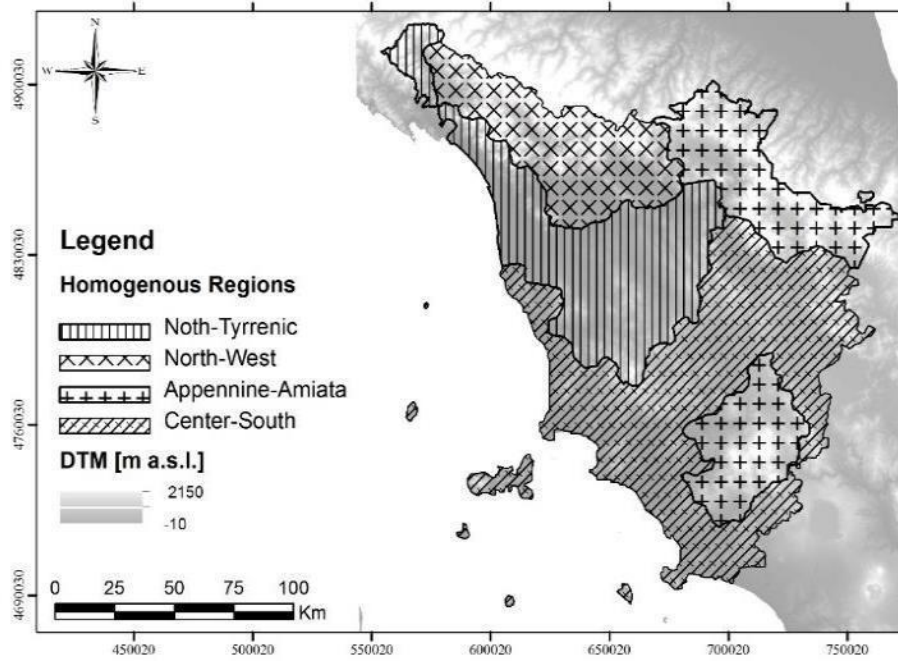 N
W E
S
4900030
4830030
4760030
4690030
Legend
Homogenous Regions
Noth-Tyrrenic
North-West
Appennine-Amiata
Center-South
DTM [m a.s.l.]
2150
-10
0 25 50 75 100
Km
450020 500020 550020 600020 650020 700020 750020